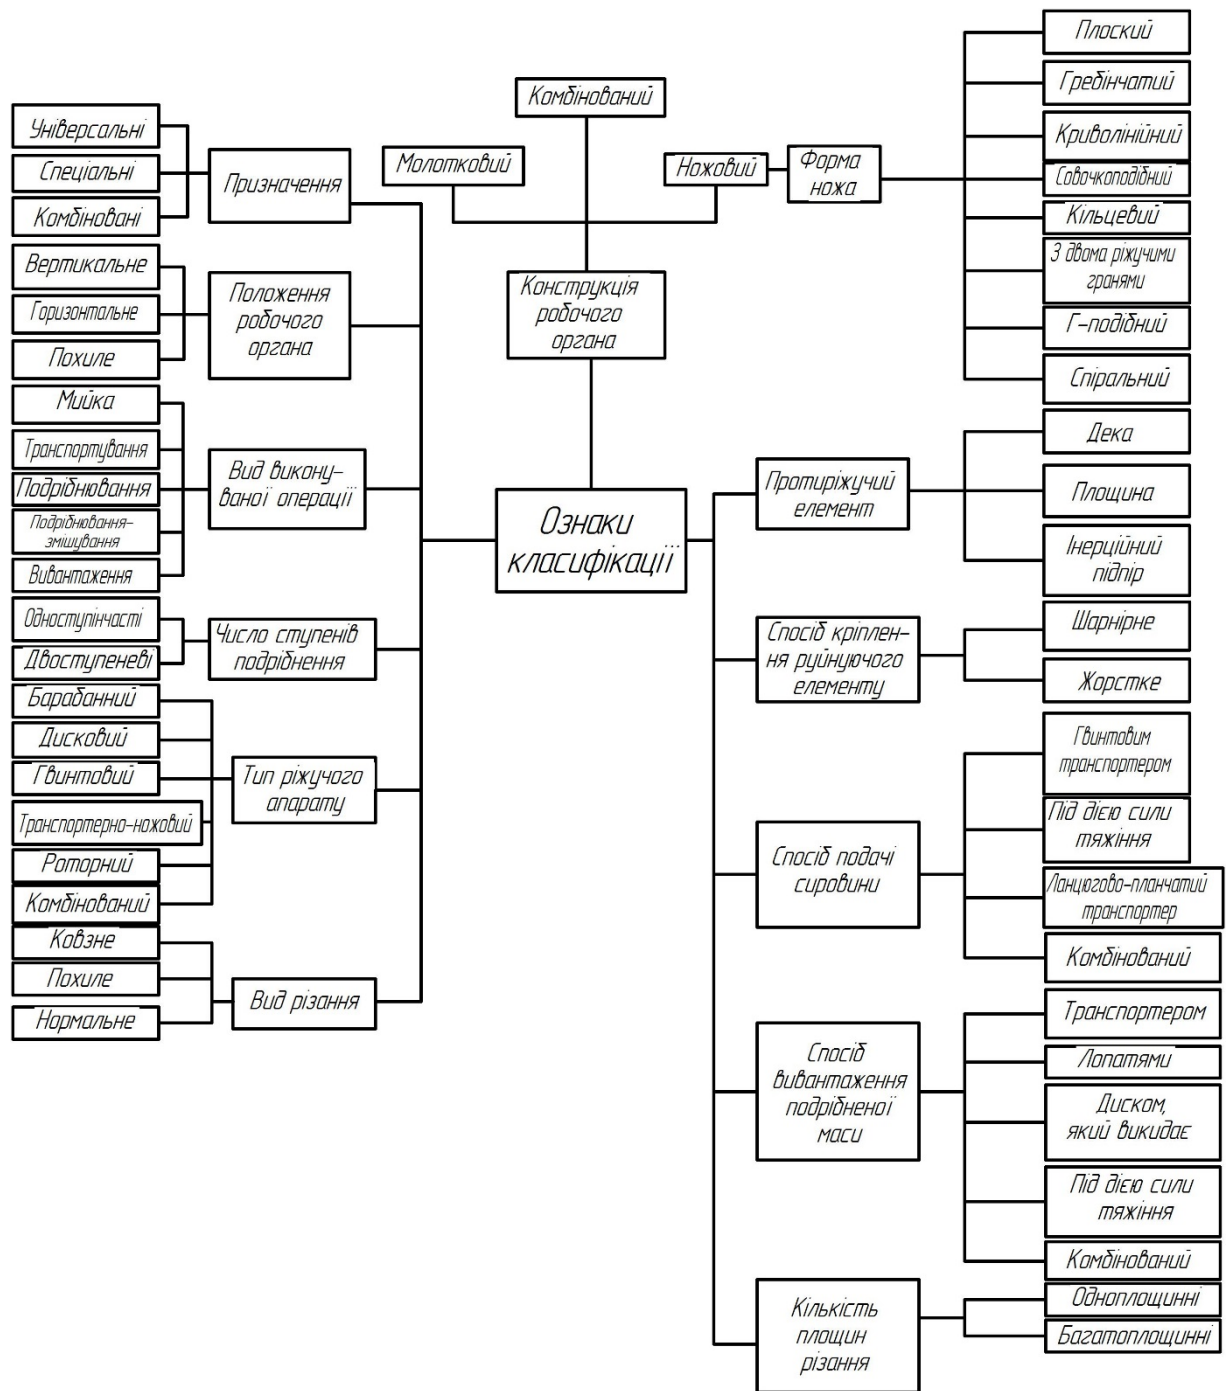 Комбінований
Молотковий
Ножовий
Форма
ножа
Плоский
Гребінчатий
Криволінійний
Совочкоподібний
Кільцевий
З двома ріжучими
гранями
Г-подібний
Спіральний
Конструкція
робочого
органа
Ознаки
класифікації
Універсальні
Спеціальні
Комбіновані
Призначення
Вертикальне
Горизонтальне
Похиле
Положення
робочого
органа
Мийка
Транспортування
Подрібнювання
Подрібнювання-
змішування
Вивантаження
Вид викону-
ваної операції
Одноступінчасті
Двоступеневі
Число ступенів
подрібнення
Барабанний
Дисковий
Гвинтовий
Транспортерно-ножовий
Роторний
Комбінований
Тип ріжучого
апарату
Ковзне
Похиле
Нормальне
Вид різання
Протиріжучий
елемент
Дека
Площина
Інерційний
підпір
Спосіб кріплен-
ня руйнуючого
елементу
Шарнірне
Жорстке
Спосіб подачі
сировини
Гвинтовим
транспортером
Під дією сили
тяжіння
Ланцюгово-планчатий
транспортер
Комбінований
Спосіб
вивантаження
подрібненої
маси
Транспортером
Лопатями
Диском,
який викидає
Під дією сили
тяжіння
Комбінований
Кількість
площин
різання
Одноплощинні
Багатоплощинні